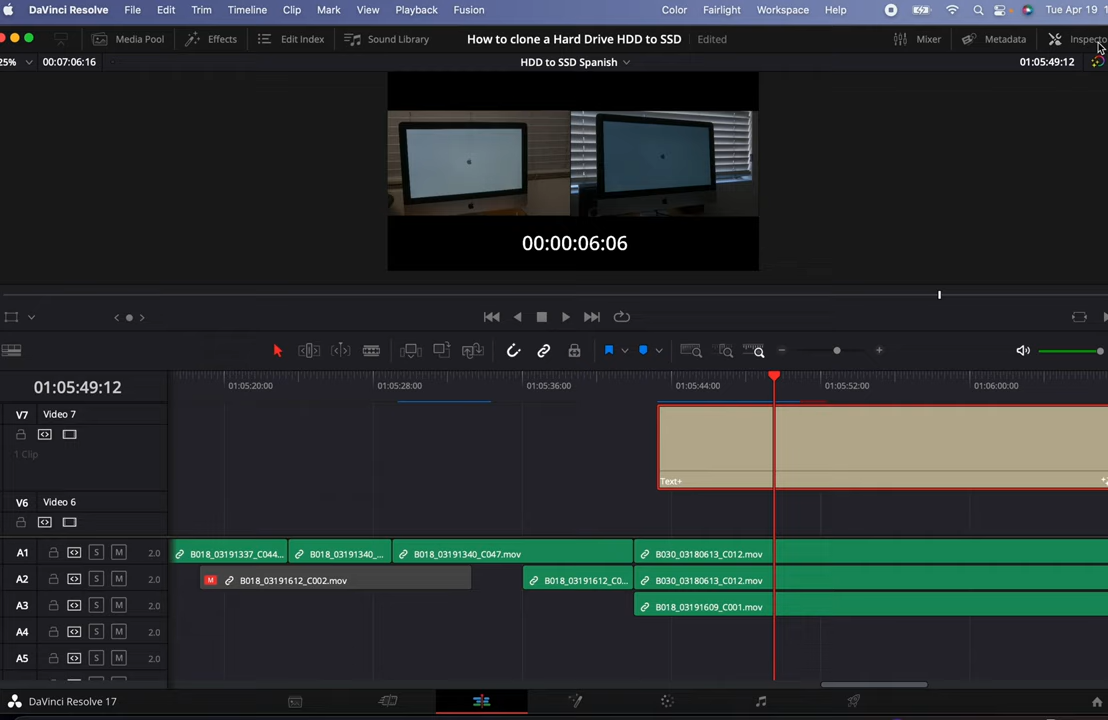 DaVinci Resolve File Edit Trim Timeline Clip Mark View Playback Fusion Color Fairlight Workspace Help Tue Apr 19
Media Pool Effects Edit Index Sound Library How to clone a Hard Drive HDD to SSD Edited Mixer Metadata Inspecto
25% 00:07:06:16 HDD to SSD Spanish 01:05:49:12
00:00:06:06
01:05:49:12 01:05:20:00 01:05:28:00 01:05:36:00 01:05:44:00 01:05:52:00 01:06:00:00
V7 Video 7
1 Clip
Text+
V6 Video 6
A1 S M 2.0 B018_03191337_C044... B018_03191340_... B018_03191340_C047.mov B030_03180613_C012.mov
A2 S M 2.0 M B018_03191612_C002.mov B018_03191612_C0... B030_03180613_C012.mov
A3 S M 2.0 B018_03191609_C001.mov
A4 S M 2.0
A5 S M 2.0
DaVinci Resolve 17